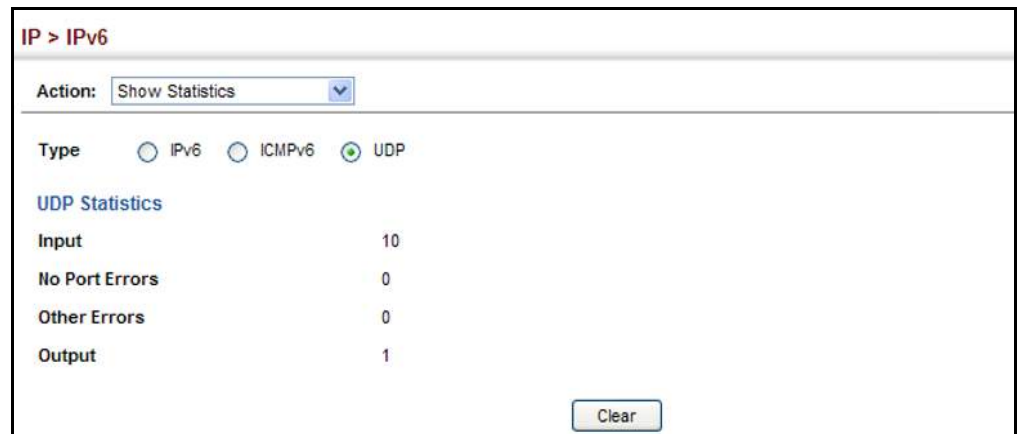 IP > IPv6
Action: Show Statistics
Type IPv6 ICMPv6 UDP
UDP Statistics
Input 10
No Port Errors 0
Other Errors 0
Output 1
Clear